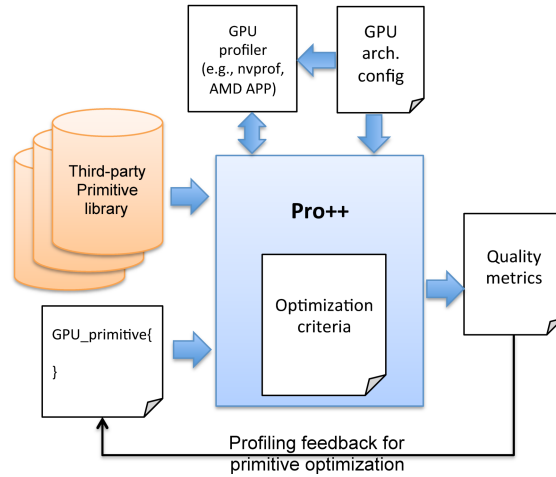 GPU
profiler
(e.g., nvprof,
AMD APP)
GPU
arch.
config
Third-party
Primitive
library
Pro++
Optimization
criteria
Quality
metrics
GPU_primitive{
}
Profiling feedback for
primitive optimization